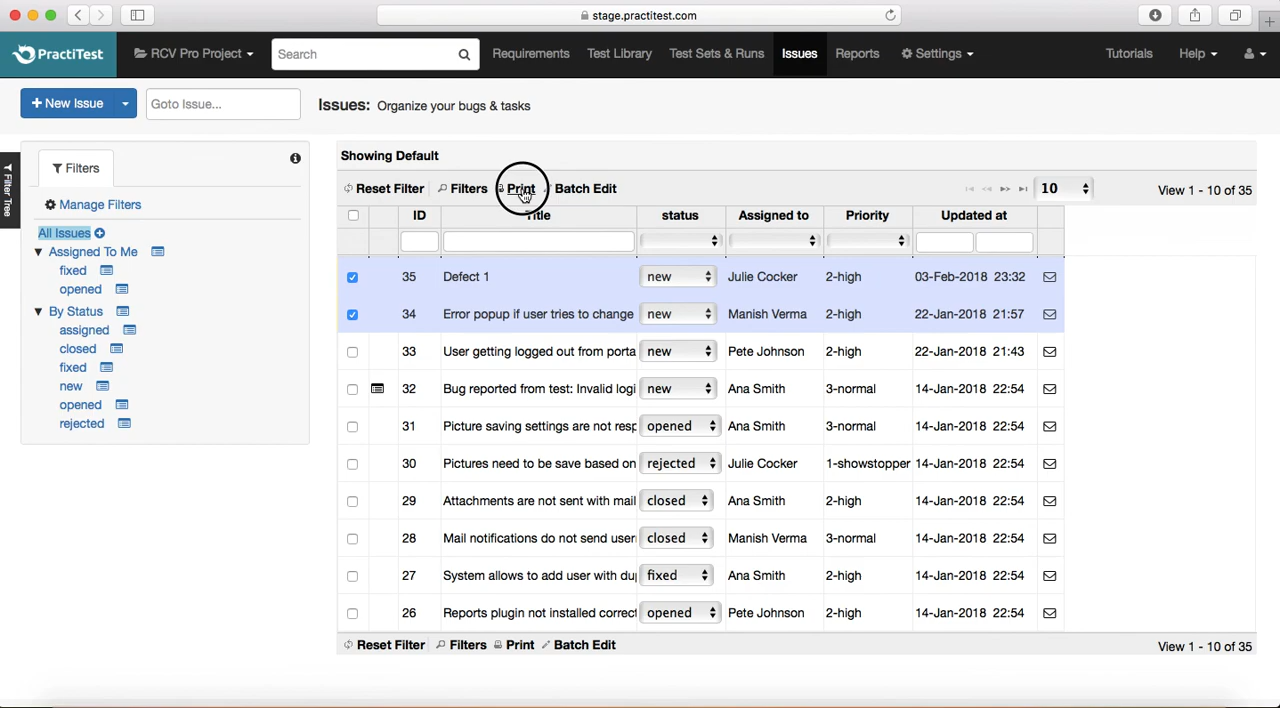 stage.practitest.com
PractiTest RCV Pro Project Search Requirements Test Library Test Sets & Runs Issues Reports Settings Tutorials Help
+ New Issue Goto Issue... Issues: Organize your bugs & tasks
Filter Tree
Filters
Manage Filters
All Issues
Assigned To Me
fixed
opened
By Status
assigned
closed
fixed
new
opened
rejected
Showing Default
Reset Filter Filters Print Batch Edit 10 View 1 - 10 of 35
ID Title status Assigned to Priority Updated at
35 Defect 1 new Julie Cocker 2-high 03-Feb-2018 23:32
34 Error popup if user tries to change new Manish Verma 2-high 22-Jan-2018 21:57
33 User getting logged out from porta new Pete Johnson 2-high 22-Jan-2018 21:43
32 Bug reported from test: Invalid logi new Ana Smith 3-normal 14-Jan-2018 22:54
31 Picture saving settings are not resp opened Ana Smith 3-normal 14-Jan-2018 22:54
30 Pictures need to be save based on rejected Julie Cocker 1-showstopper 14-Jan-2018 22:54
29 Attachments are not sent with mail closed Ana Smith 2-high 14-Jan-2018 22:54
28 Mail notifications do not send user closed Manish Verma 3-normal 14-Jan-2018 22:54
27 System allows to add user with du fixed Ana Smith 2-high 14-Jan-2018 22:54
26 Reports plugin not installed correct opened Pete Johnson 2-high 14-Jan-2018 22:54
Reset Filter Filters Print Batch Edit View 1 - 10 of 35